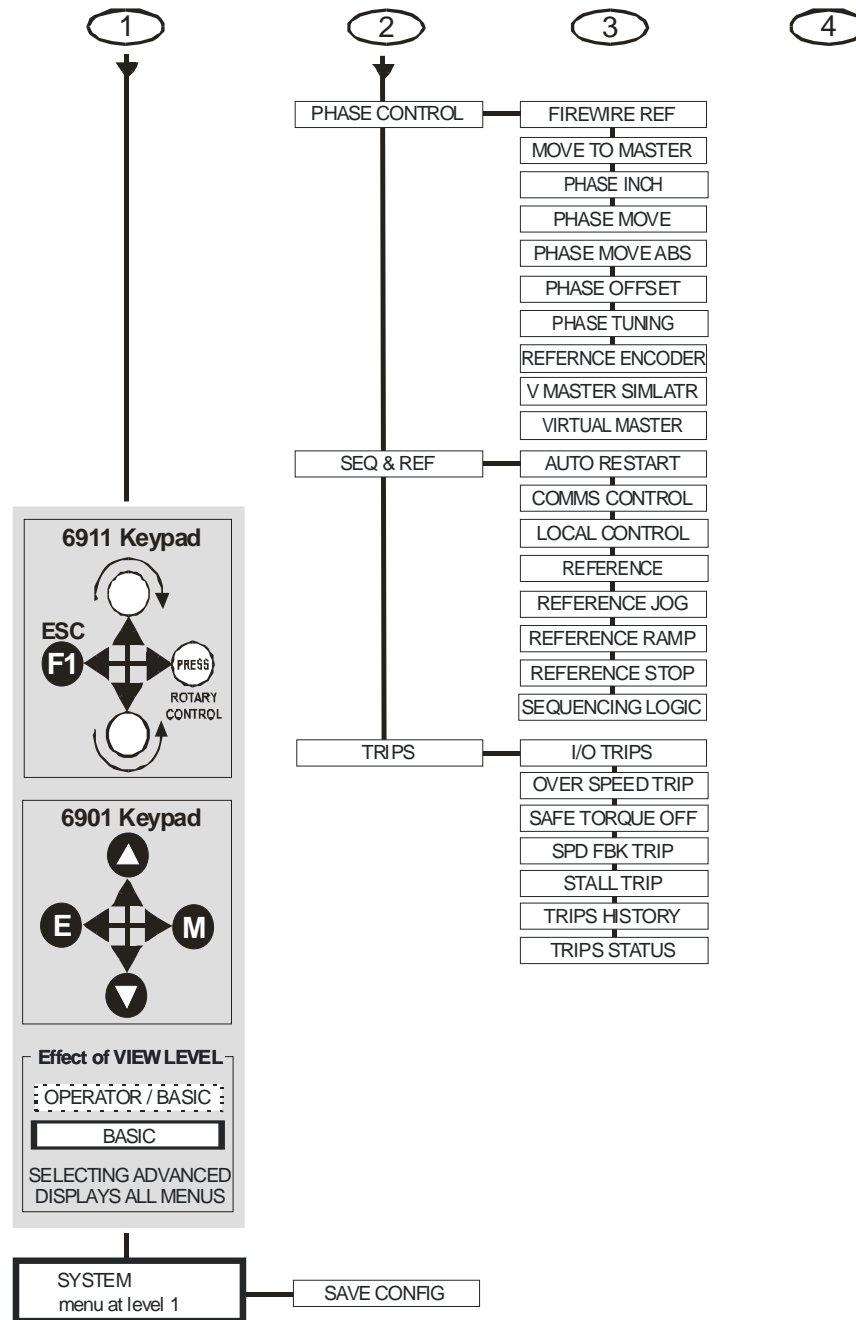 1
2
3
4
PHASE CONTROL
FIREWIRE REF
MOVE TO MASTER
PHASE INCH
PHASE MOVE
PHASE MOVE ABS
PHASE OFFSET
PHASE TUNING
REFERNCE ENCODER
V MASTER SIMLATR
VIRTUAL MASTER
SEQ & REF
AUTO RESTART
COMMS CONTROL
LOCAL CONTROL
REFERENCE
REFERENCE JOG
REFERENCE RAMP
REFERENCE STOP
SEQUENCING LOGIC
TRIPS
I/O TRIPS
OVER SPEED TRIP
SAFE TORQUE OFF
SPD FBK TRIP
STALL TRIP
TRIPS HISTORY
TRIPS STATUS
6911 Keypad
ESC
F1
PRESS
ROTARY
CONTROL
6901 Keypad
E
M
Effect of VIEW LEVEL
OPERATOR / BASIC
BASIC
SELECTING ADVANCED
DISPLAYS ALL MENUS
SYSTEM
menu at level 1
SAVE CONFIG